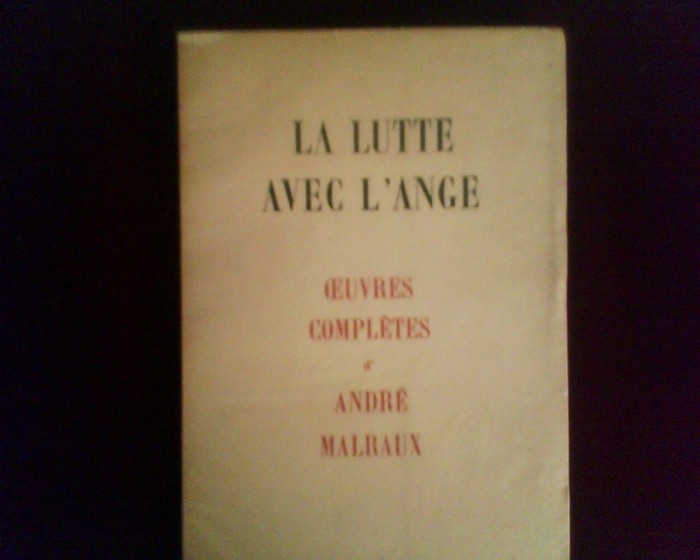 LA LUTTE
AVEC L'ANGE
ŒUVRES
COMPLÈTES
d'
ANDRÉ
MALRAUX